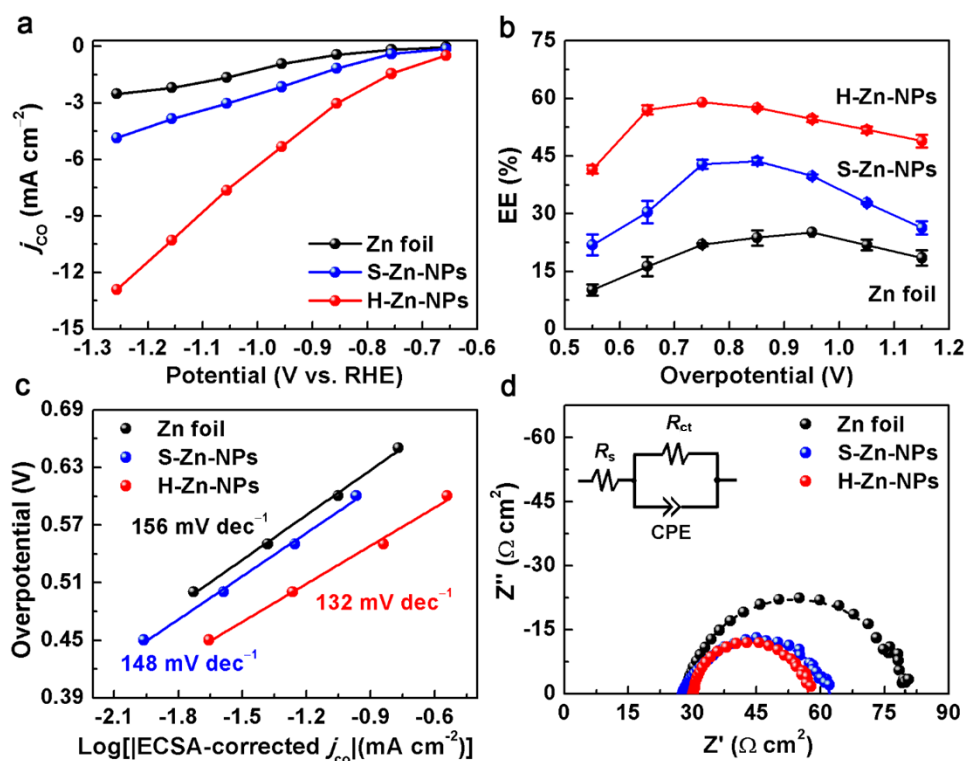 a
0
-3
-6
-9
-12
-15
j_CO (mA cm⁻²)
Zn foil
S-Zn-NPs
H-Zn-NPs
-1.3 -1.2 -1.1 -1.0 -0.9 -0.8 -0.7 -0.6
Potential (V vs. RHE)
b
75
60
45
30
15
0
EE (%)
H-Zn-NPs
S-Zn-NPs
Zn foil
0.5 0.6 0.7 0.8 0.9 1.0 1.1 1.2
Overpotential (V)
c
0.69
0.63
0.57
0.51
0.45
0.39
Overpotential (V)
Zn foil
S-Zn-NPs
H-Zn-NPs
156 mV dec⁻¹
132 mV dec⁻¹
148 mV dec⁻¹
-2.1 -1.8 -1.5 -1.2 -0.9 -0.6
Log[|ECSA-corrected j_co|(mA cm⁻²)]
d
-60
-45
-30
-15
0
Z'' (Ω cm²)
R_s
R_ct
CPE
Zn foil
S-Zn-NPs
H-Zn-NPs
0 15 30 45 60 75 90
Z' (Ω cm²)